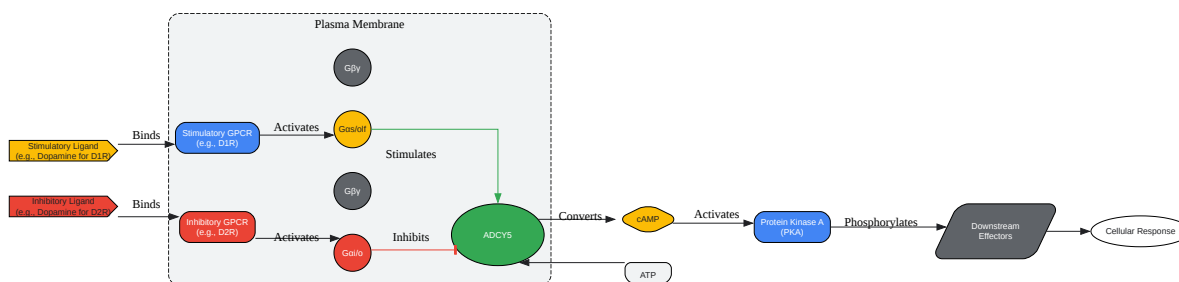 Plasma Membrane
Gβγ
Stimulatory Ligand
(e.g., Dopamine for D1R)
Binds
Stimulatory GPCR
(e.g., D1R)
Activates
Gαs/olf
Stimulates
Gβγ
Inhibitory Ligand
(e.g., Dopamine for D2R)
Binds
Inhibitory GPCR
(e.g., D2R)
Activates
Gαi/o
Inhibits
ADCY5
Converts
cAMP
Activates
Protein Kinase A
(PKA)
Phosphorylates
Downstream
Effectors
Cellular Response
ATP